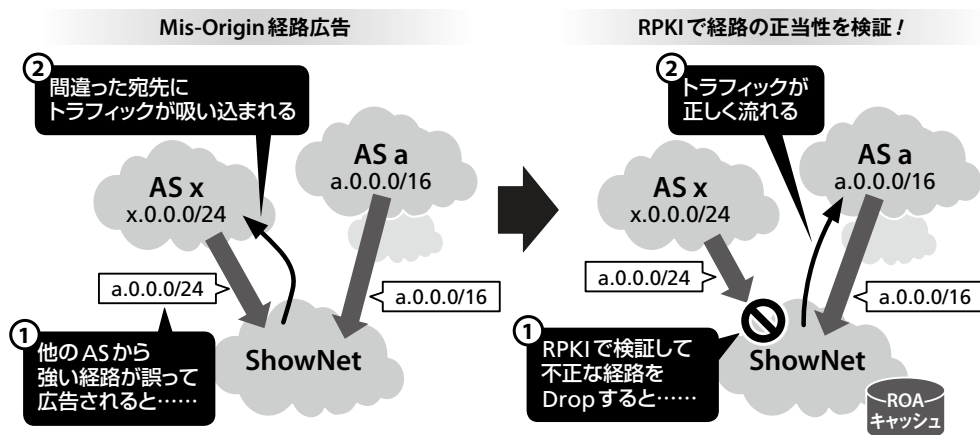 Mis-Origin経路広告
②
間違った宛先に
トラフィックが吸い込まれる
AS x
x.0.0.0/24
AS a
a.0.0.0/16
a.0.0.0/24
a.0.0.0/16
①
他のASから
強い経路が誤って
広告されると……
ShowNet
RPKIで経路の正当性を検証!
②
トラフィックが
正しく流れる
AS x
x.0.0.0/24
AS a
a.0.0.0/16
a.0.0.0/24
a.0.0.0/16
①
RPKIで検証して
不正な経路を
Dropすると……
ShowNet
ROA
キャッシュ